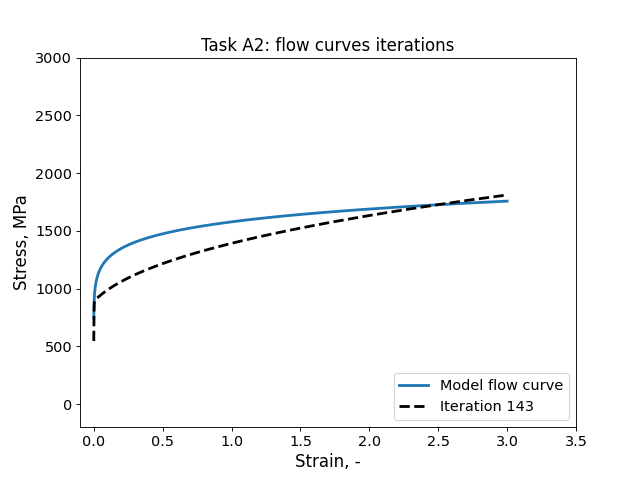 Task A2: flow curves iterations
3000
2500
2000
1500
1000
500
0
Stress, MPa
0.0 0.5 1.0 1.5 2.0 2.5 3.0 3.5
Strain, -
Model flow curve
Iteration 143